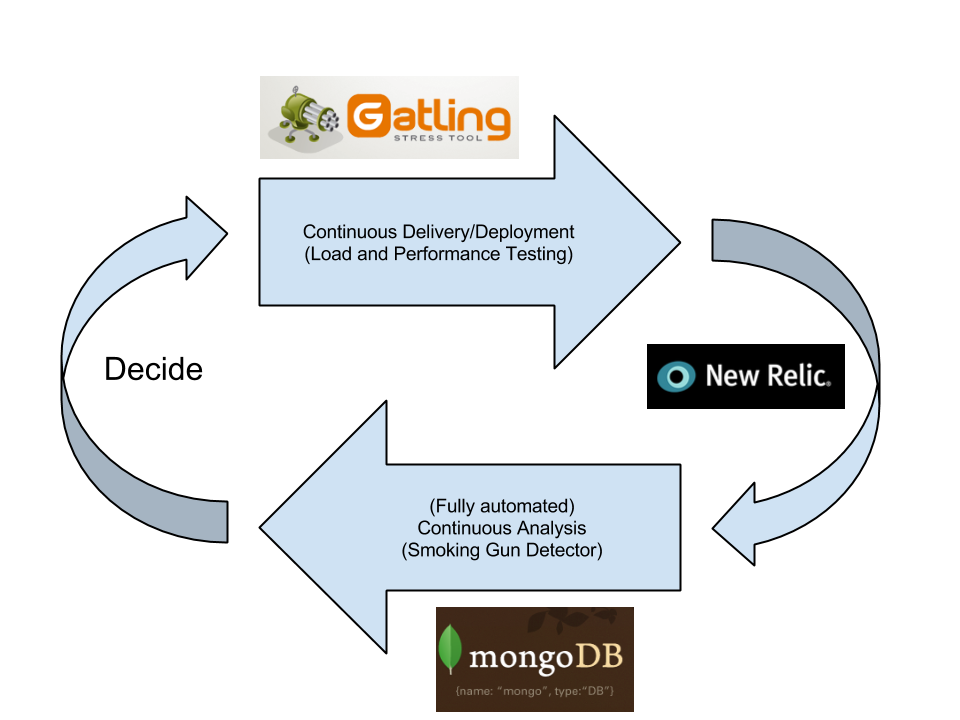 Gatling
STRESS TOOL
Continuous Delivery/Deployment
(Load and Performance Testing)
Decide
New Relic®
(Fully automated)
Continuous Analysis
(Smoking Gun Detector)
mongoDB
{name: "mongo", type:"DB"}